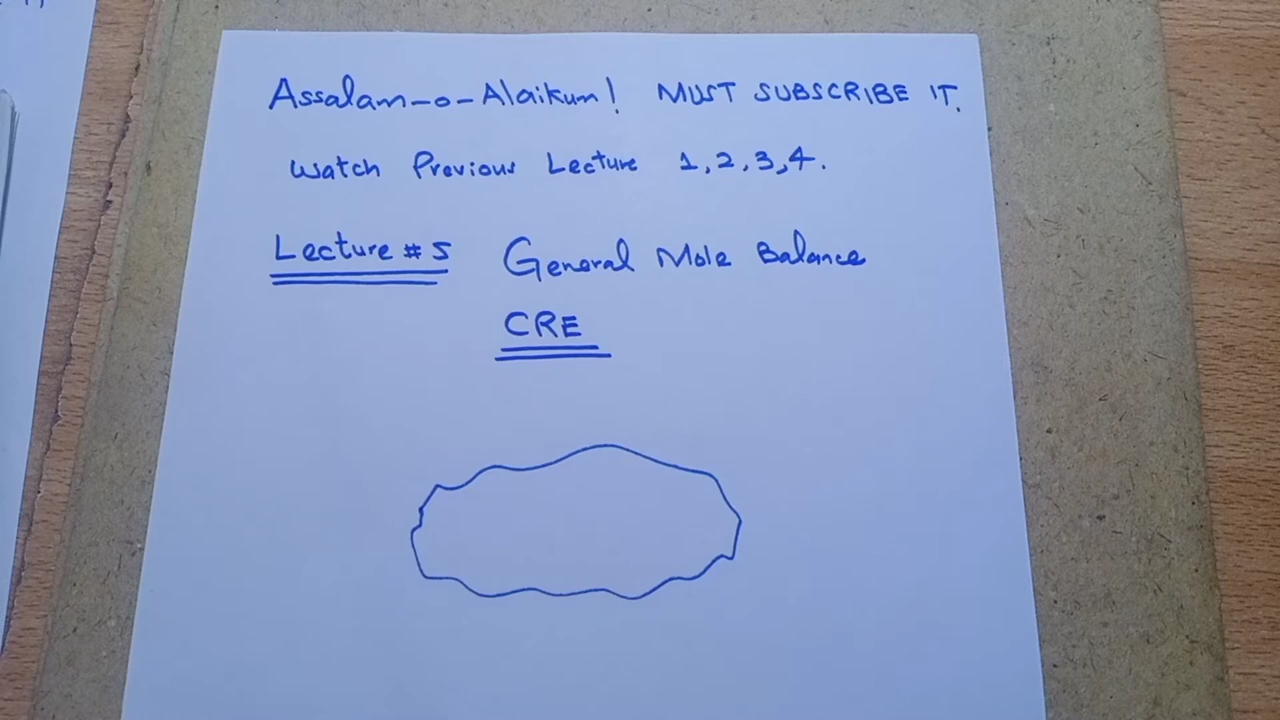 Assalam-o-Alaikum! MUST SUBSCRIBE IT.
Watch Previous Lecture 1,2,3,4.
Lecture # 5 General Mole Balance
CRE